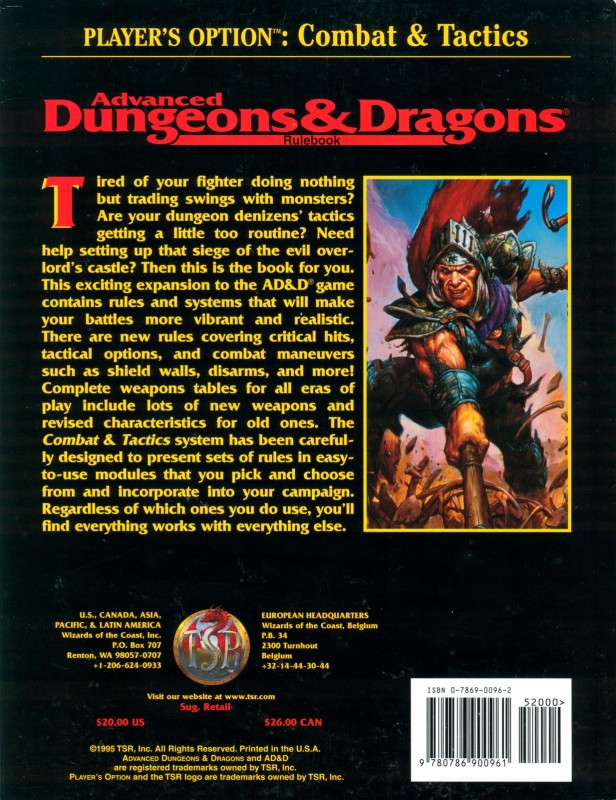 PLAYER'S OPTION™: Combat & Tactics
Advanced
Dungeons & Dragons®
Rulebook
Tired of your fighter doing nothing
but trading swings with monsters?
Are your dungeon denizens' tactics
getting a little too routine? Need
help setting up that siege of the evil over-
lord's castle? Then this is the book for you.
This exciting expansion to the AD&D® game
contains rules and systems that will make
your battles more vibrant and realistic.
There are new rules covering critical hits,
tactical options, and combat maneuvers
such as shield walls, disarms, and more!
Complete weapons tables for all eras of
play include lots of new weapons and
revised characteristics for old ones. The
Combat & Tactics system has been careful-
ly designed to present sets of rules in easy-
to-use modules that you pick and choose
from and incorporate into your campaign.
Regardless of which ones you do use, you'll
find everything works with everything else.
U.S., CANADA, ASIA,
PACIFIC, & LATIN AMERICA
Wizards of the Coast, Inc.
P.O. Box 707
Renton, WA 98057-0707
+1-206-624-0933
TSR
EUROPEAN HEADQUARTERS
Wizards of the Coast, Belgium
P.B. 34
2300 Turnhout
Belgium
+32-14-44-30-44
Visit our website at www.tsr.com
Sug. Retail
$20.00 US $26.00 CAN
©1995 TSR, Inc. All Rights Reserved. Printed in the U.S.A.
ADVANCED DUNGEONS & DRAGONS and AD&D
are registered trademarks owned by TSR, Inc.
PLAYER'S OPTION and the TSR logo are trademarks owned by TSR, Inc.
ISBN 0-7869-0096-2
52000>
9 780786 900961